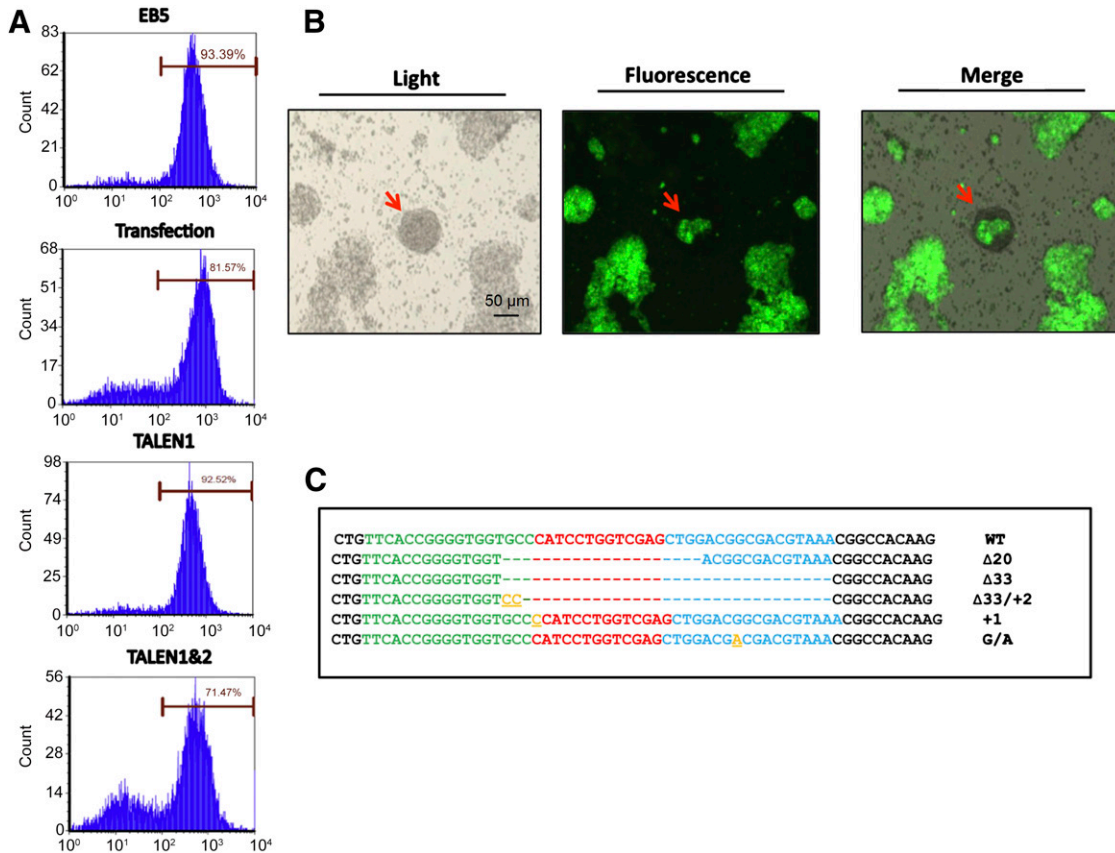 A
EB5
83
62
42
21
0
Count
93.39%
10⁰ 10¹ 10² 10³ 10⁴
Transfection
68
51
34
17
0
Count
81.57%
10⁰ 10¹ 10² 10³ 10⁴
TALEN1
98
74
49
25
0
Count
92.52%
10⁰ 10¹ 10² 10³ 10⁴
TALEN1&2
56
42
28
14
0
Count
71.47%
10⁰ 10¹ 10² 10³ 10⁴
B
Light Fluorescence Merge
50 µm
C
CTGTTCACCGGGGTGGTGCCCATCCTGGTCGAGCTGGACGGCGACGTAAACGGCCACAAG WT
CTGTTCACCGGGGTGGT--------------------ACGGCGACGTAAACGGCCACAAG Δ20
CTGTTCACCGGGGTGGT---------------------------------CGGCCACAAG Δ33
CTGTTCACCGGGGTGGTCC-------------------------------CGGCCACAAG Δ33/+2
CTGTTCACCGGGGTGGTGCCCCATCCTGGTCGAGCTGGACGGCGACGTAAACGGCCACAAG +1
CTGTTCACCGGGGTGGTGCCCATCCTGGTCGAGCTGGACGACGACGTAAACGGCCACAAG G/A